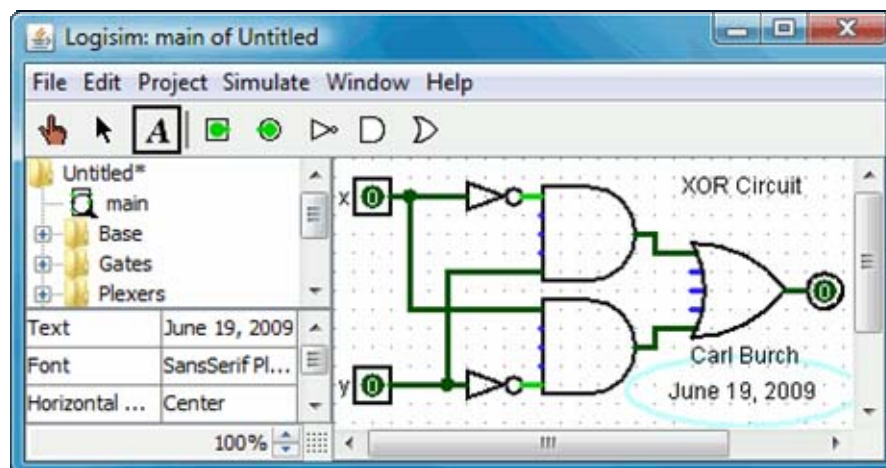 Logisim: main of Untitled
File Edit Project Simulate Window Help
A
Untitled*
main
Base
Gates
Plexers
Text June 19, 2009
Font SansSerif Pl...
Horizontal ... Center
100%
XOR Circuit
x 0
0
y 0
Carl Burch
June 19, 2009